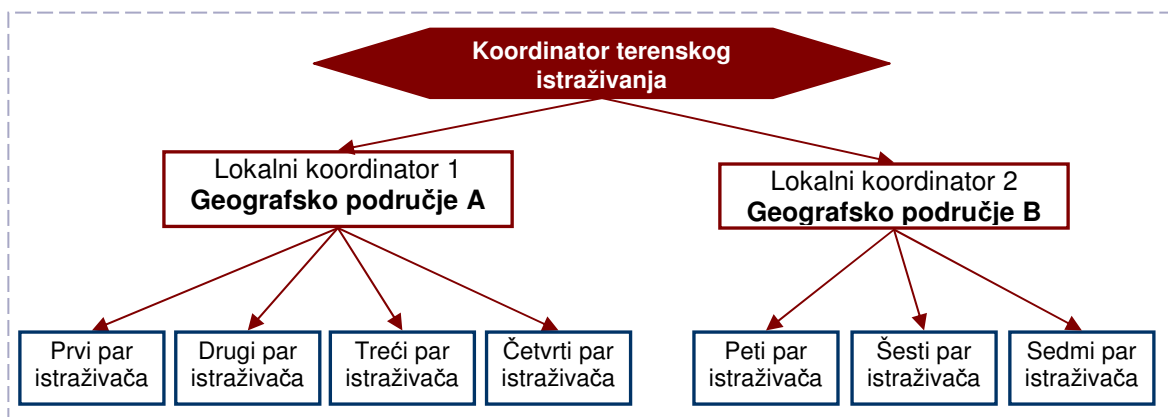 Koordinator terenskog
istraživanja
Lokalni koordinator 1
Geografsko područje A
Lokalni koordinator 2
Geografsko područje B
Prvi par
istraživača
Drugi par
istraživača
Treći par
istraživača
Četvrti par
istraživača
Peti par
istraživača
Šesti par
istraživača
Sedmi par
istraživača